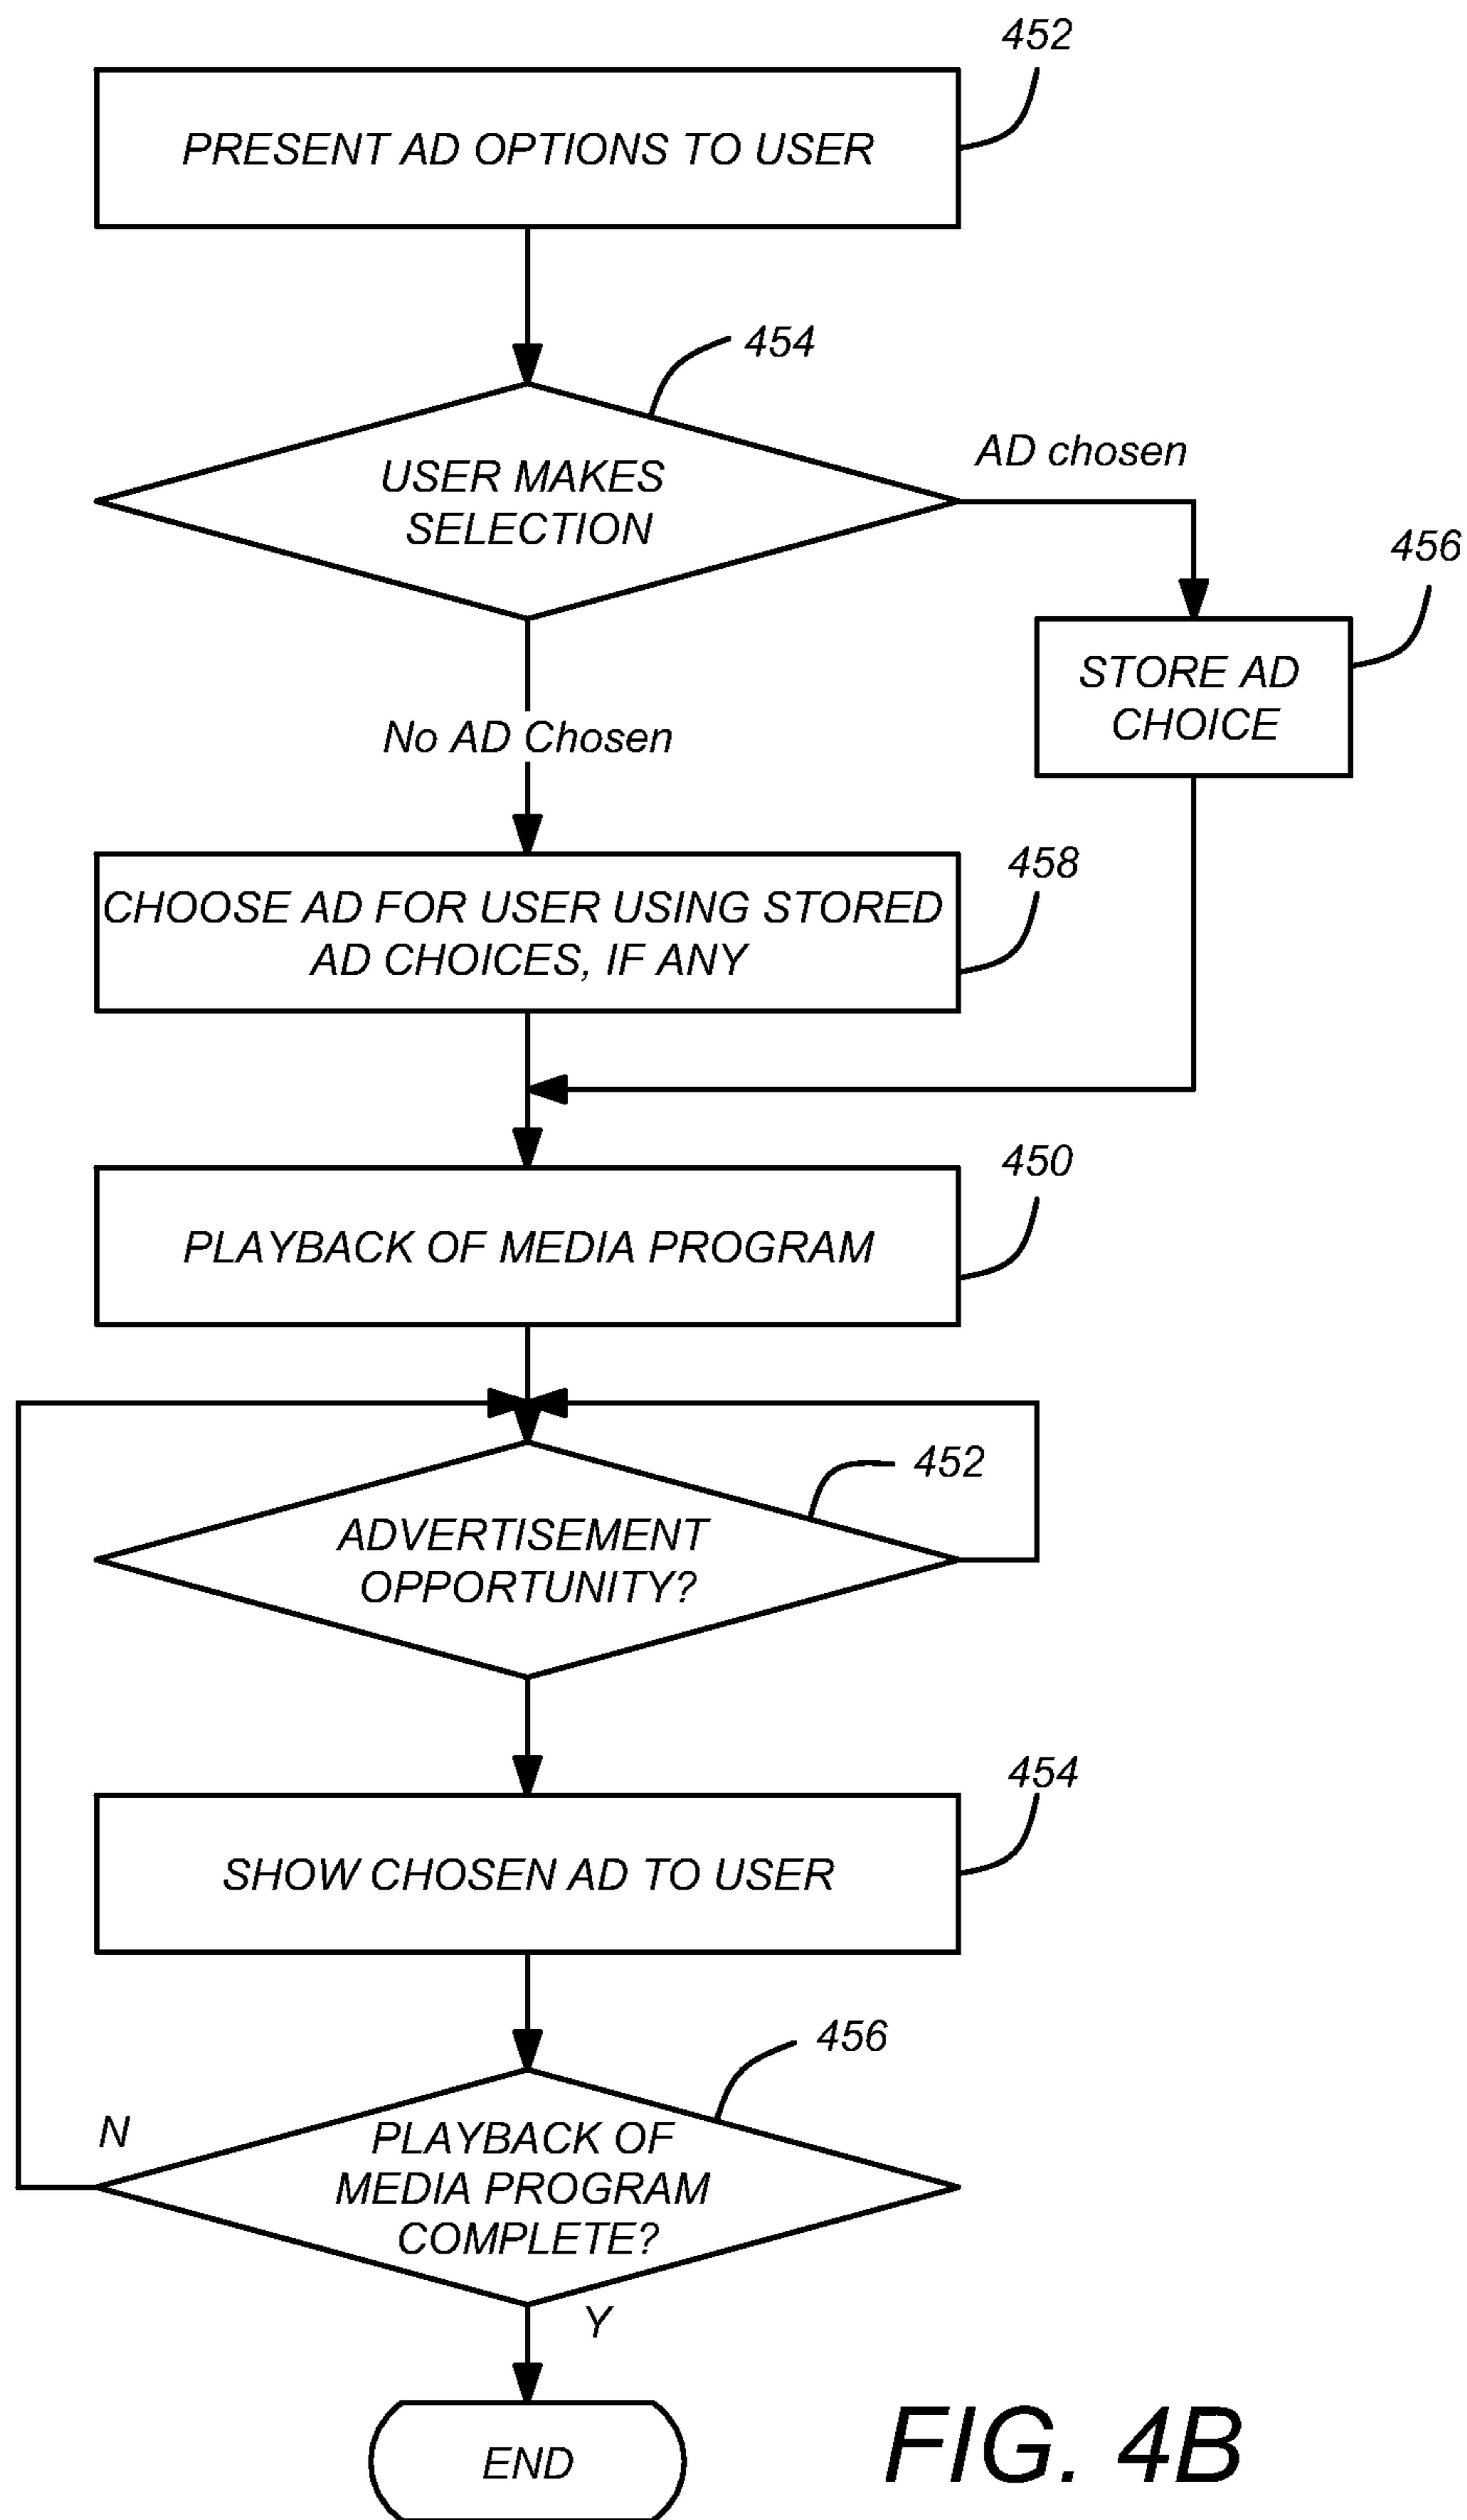 452
PRESENT AD OPTIONS TO USER
454
USER MAKES
SELECTION
AD chosen
456
STORE AD
CHOICE
No AD Chosen
458
CHOOSE AD FOR USER USING STORED
AD CHOICES, IF ANY
450
PLAYBACK OF MEDIA PROGRAM
452
ADVERTISEMENT
OPPORTUNITY?
454
SHOW CHOSEN AD TO USER
456
N
PLAYBACK OF
MEDIA PROGRAM
COMPLETE?
Y
END
FIG. 4B